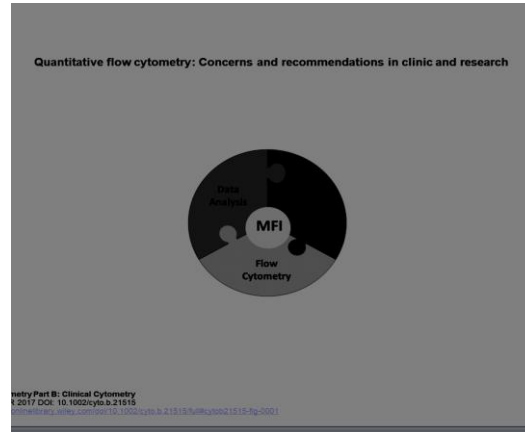 Quantitative flow cytometry: Concerns and recommendations in clinic and research
Data
Analysis
MFI
Flow
Cytometry
metry Part B: Clinical Cytometry
R 2017 DOI: 10.1002/cyto.b.21515
onlinelibrary.wiley.com/doi/10.1002/cyto.b.21515/full#cytob21515-fig-0001